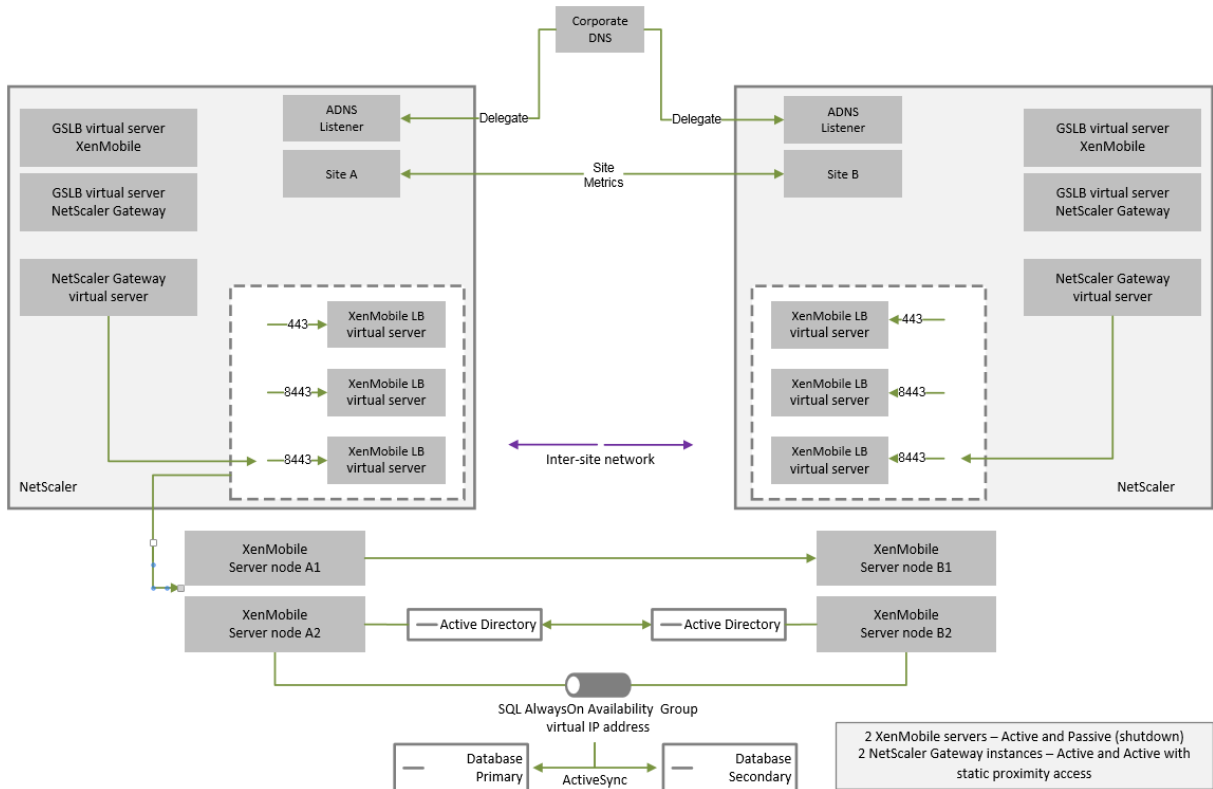 Corporate
DNS
ADNS
Listener
Delegate
Delegate
ADNS
Listener
GSLB virtual server
XenMobile
GSLB virtual server
XenMobile
Site A
Site
Metrics
Site B
GSLB virtual server
NetScaler Gateway
GSLB virtual server
NetScaler Gateway
NetScaler Gateway
virtual server
NetScaler Gateway
virtual server
443
XenMobile LB
virtual server
XenMobile LB
virtual server
443
8443
XenMobile LB
virtual server
XenMobile LB
virtual server
8443
8443
XenMobile LB
virtual server
Inter-site network
XenMobile LB
virtual server
8443
NetScaler
NetScaler
XenMobile
Server node A1
XenMobile
Server node B1
XenMobile
Server node A2
Active Directory
Active Directory
XenMobile
Server node B2
SQL AlwaysOn Availability Group
virtual IP address
Database
Primary
ActiveSync
Database
Secondary
2 XenMobile servers – Active and Passive (shutdown)
2 NetScaler Gateway instances – Active and Active with
static proximity access